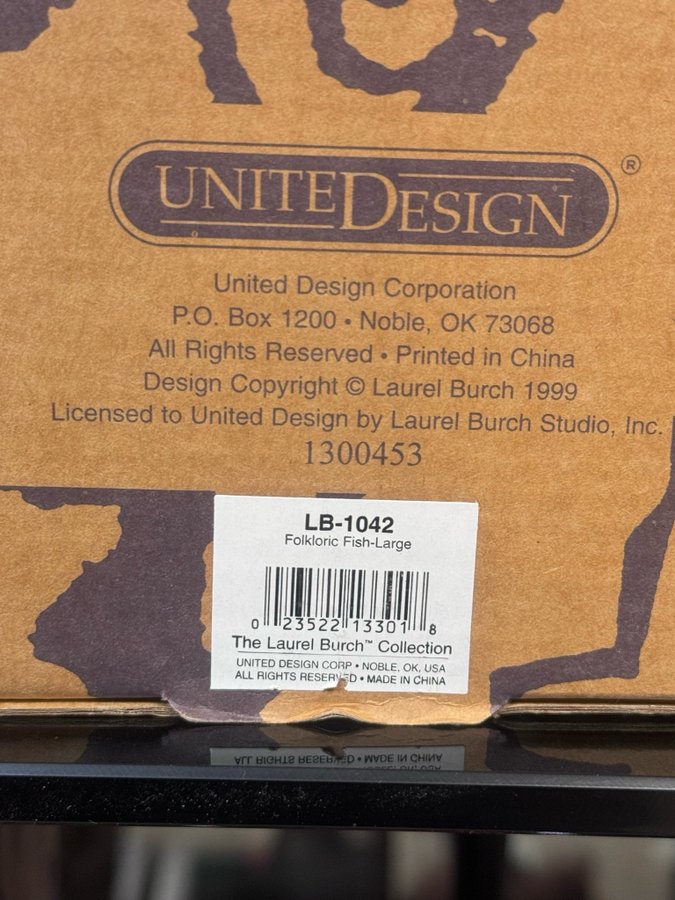 UNITEDESIGN ®
United Design Corporation
P.O. Box 1200 • Noble, OK 73068
All Rights Reserved • Printed in China
Design Copyright © Laurel Burch 1999
Licensed to United Design by Laurel Burch Studio, Inc.
1300453
LB-1042
Folkloric Fish-Large
0 23522 13301 8
The Laurel Burch™ Collection
UNITED DESIGN CORP • NOBLE, OK, USA
ALL RIGHTS RESERVED • MADE IN CHINA